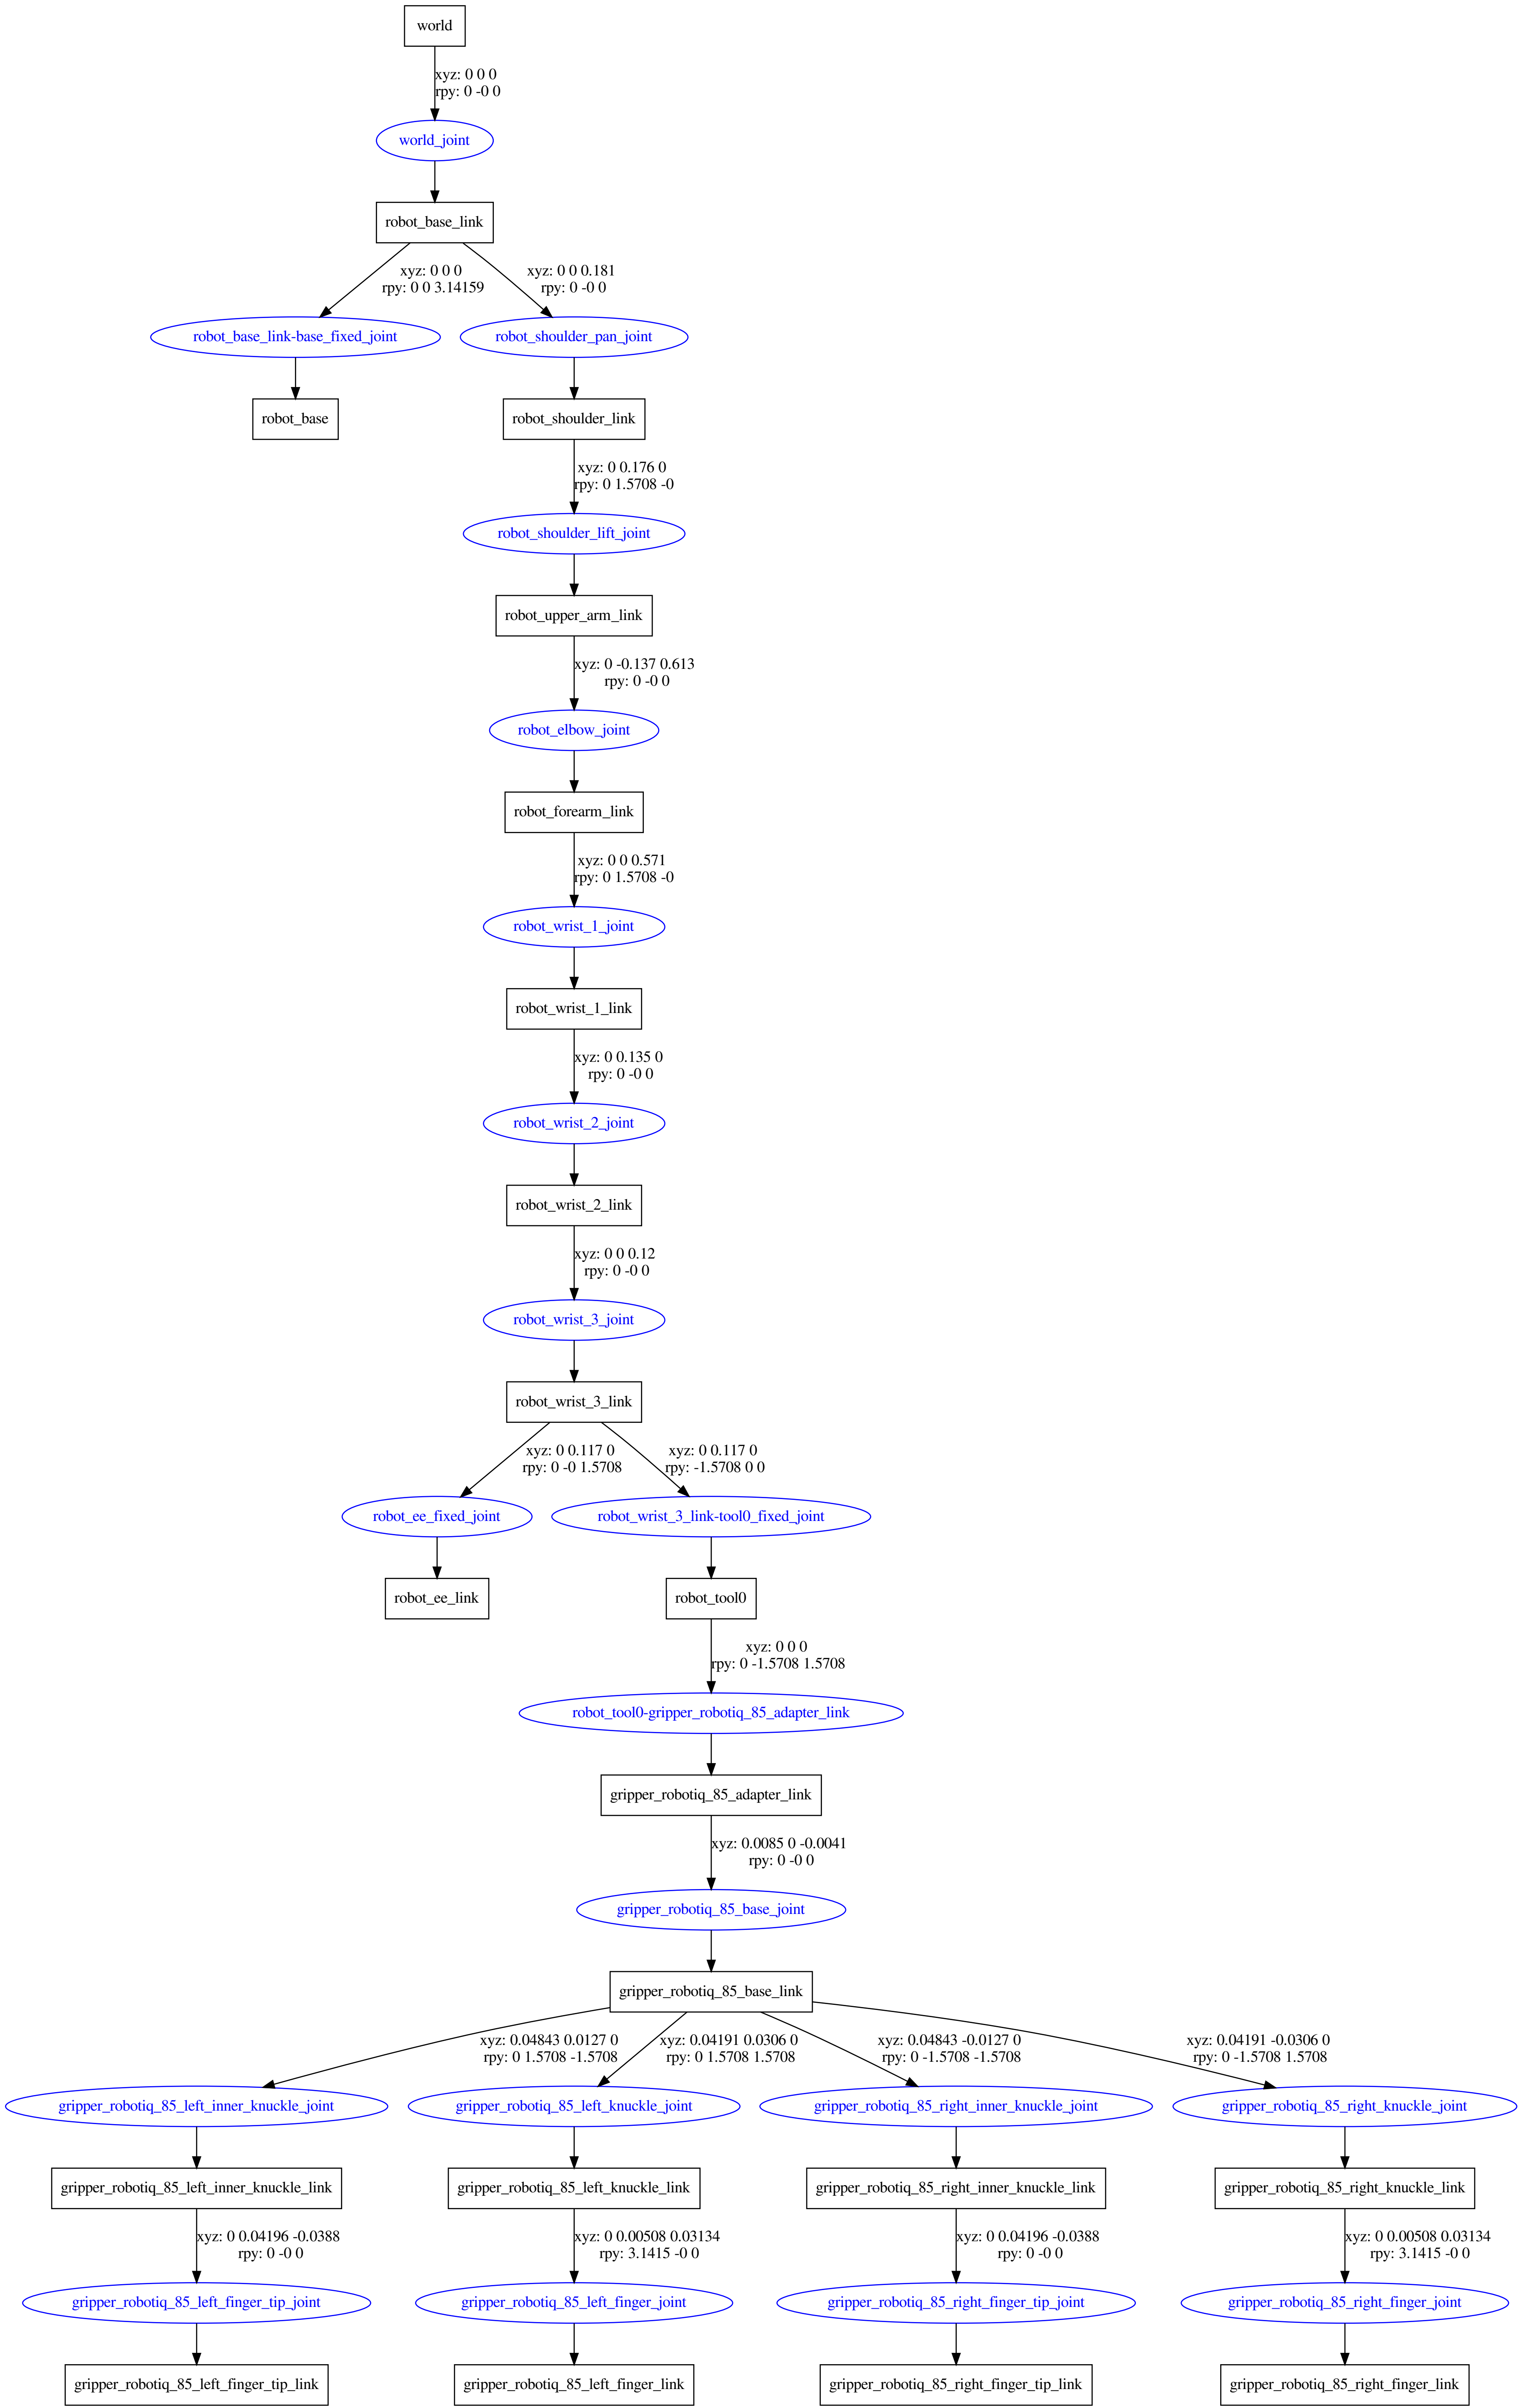 world
xyz: 0 0 0
rpy: 0 -0 0
world_joint
robot_base_link
xyz: 0 0 0
rpy: 0 0 3.14159
xyz: 0 0 0.181
rpy: 0 -0 0
robot_base_link-base_fixed_joint
robot_shoulder_pan_joint
robot_base
robot_shoulder_link
xyz: 0 0.176 0
rpy: 0 1.5708 -0
robot_shoulder_lift_joint
robot_upper_arm_link
xyz: 0 -0.137 0.613
rpy: 0 -0 0
robot_elbow_joint
robot_forearm_link
xyz: 0 0 0.571
rpy: 0 1.5708 -0
robot_wrist_1_joint
robot_wrist_1_link
xyz: 0 0.135 0
rpy: 0 -0 0
robot_wrist_2_joint
robot_wrist_2_link
xyz: 0 0 0.12
rpy: 0 -0 0
robot_wrist_3_joint
robot_wrist_3_link
xyz: 0 0.117 0
rpy: 0 -0 1.5708
xyz: 0 0.117 0
rpy: -1.5708 0 0
robot_ee_fixed_joint
robot_wrist_3_link-tool0_fixed_joint
robot_ee_link
robot_tool0
xyz: 0 0 0
rpy: 0 -1.5708 1.5708
robot_tool0-gripper_robotiq_85_adapter_link
gripper_robotiq_85_adapter_link
xyz: 0.0085 0 -0.0041
rpy: 0 -0 0
gripper_robotiq_85_base_joint
gripper_robotiq_85_base_link
xyz: 0.04843 0.0127 0
rpy: 0 1.5708 -1.5708
xyz: 0.04191 0.0306 0
rpy: 0 1.5708 1.5708
xyz: 0.04843 -0.0127 0
rpy: 0 -1.5708 -1.5708
xyz: 0.04191 -0.0306 0
rpy: 0 -1.5708 1.5708
gripper_robotiq_85_left_inner_knuckle_joint
gripper_robotiq_85_left_knuckle_joint
gripper_robotiq_85_right_inner_knuckle_joint
gripper_robotiq_85_right_knuckle_joint
gripper_robotiq_85_left_inner_knuckle_link
gripper_robotiq_85_left_knuckle_link
gripper_robotiq_85_right_inner_knuckle_link
gripper_robotiq_85_right_knuckle_link
xyz: 0 0.04196 -0.0388
rpy: 0 -0 0
xyz: 0 0.00508 0.03134
rpy: 3.1415 -0 0
xyz: 0 0.04196 -0.0388
rpy: 0 -0 0
xyz: 0 0.00508 0.03134
rpy: 3.1415 -0 0
gripper_robotiq_85_left_finger_tip_joint
gripper_robotiq_85_left_finger_joint
gripper_robotiq_85_right_finger_tip_joint
gripper_robotiq_85_right_finger_joint
gripper_robotiq_85_left_finger_tip_link
gripper_robotiq_85_left_finger_link
gripper_robotiq_85_right_finger_tip_link
gripper_robotiq_85_right_finger_link